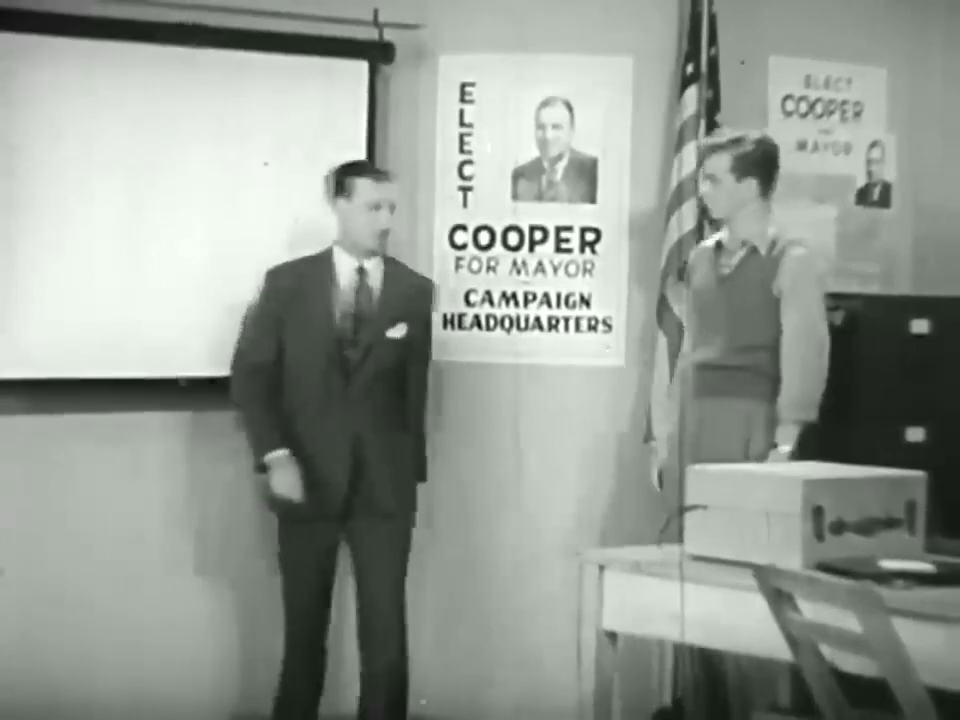 ELECT
COOPER
FOR MAYOR
CAMPAIGN
HEADQUARTERS
ELECT
COOPER
MAYOR